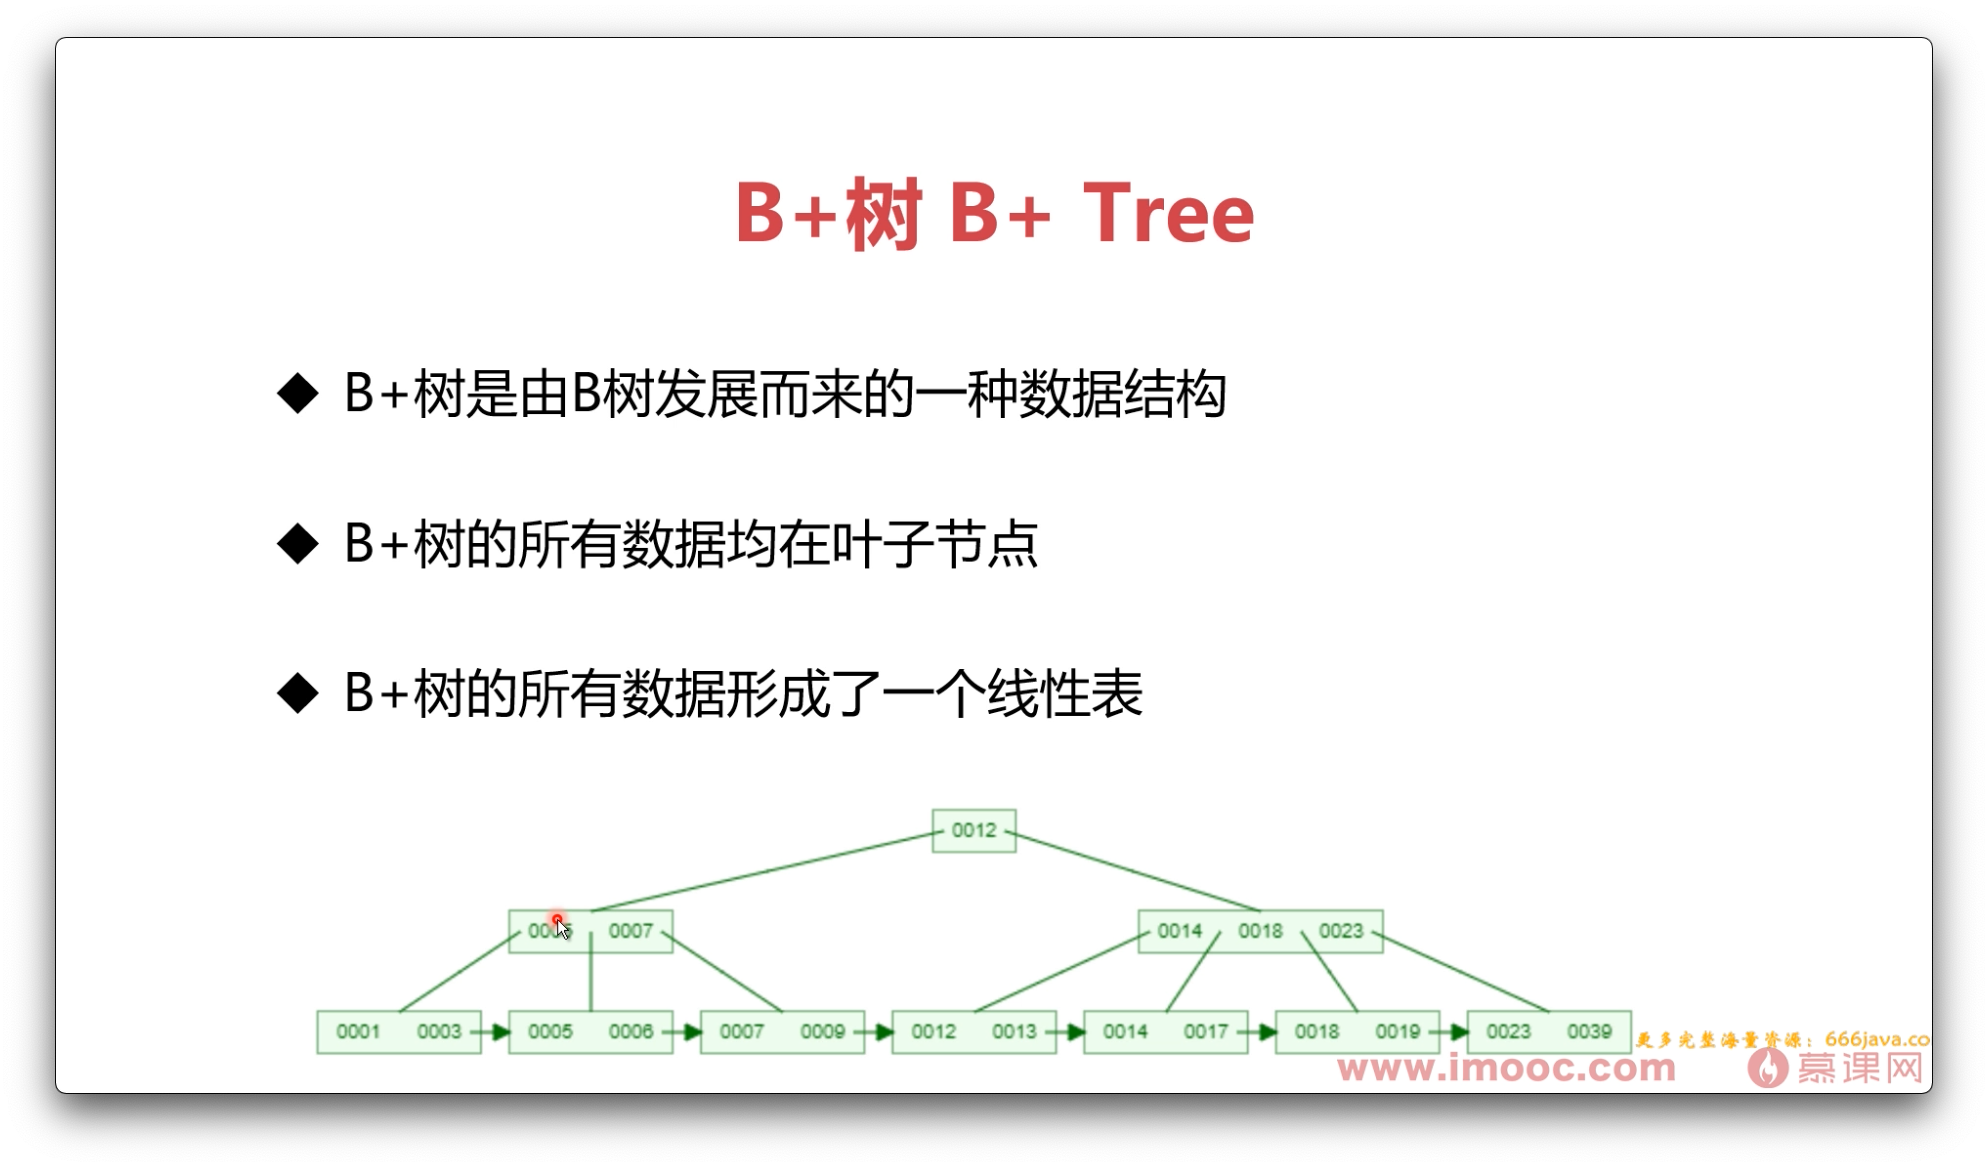 B+树 B+ Tree
◆ B+树是由B树发展而来的一种数据结构
◆ B+树的所有数据均在叶子节点
◆ B+树的所有数据形成了一个线性表
0012
0007 0014 0018 0023
0001 0003 0005 0006 0007 0009 0012 0013 0014 0017 0018 0019 0023 0039
更多完整海量资源：666java.co
www.imooc.com 慕课网